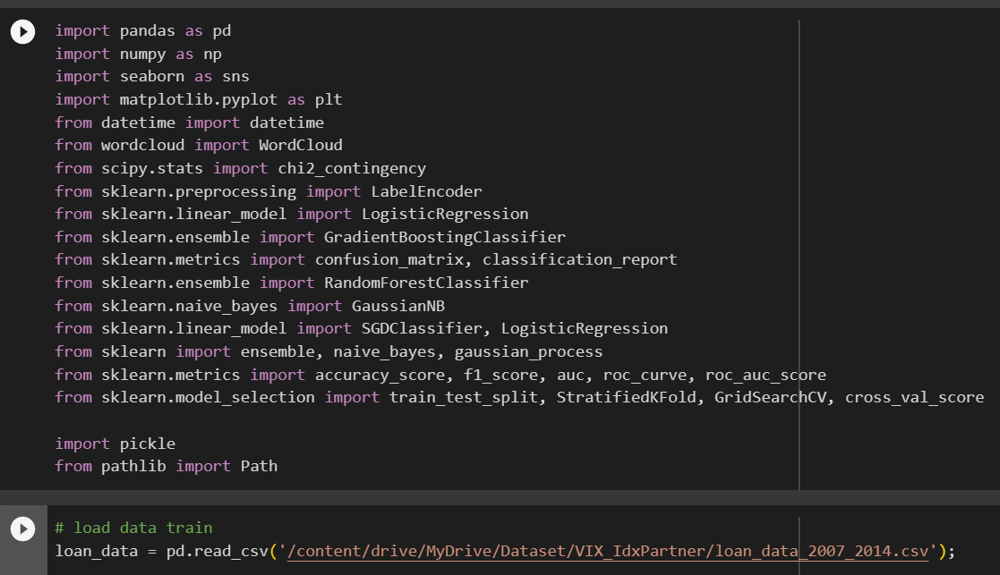 import pandas as pd
import numpy as np
import seaborn as sns
import matplotlib.pyplot as plt
from datetime import datetime
from wordcloud import WordCloud
from scipy.stats import chi2_contingency
from sklearn.preprocessing import LabelEncoder
from sklearn.linear_model import LogisticRegression
from sklearn.ensemble import GradientBoostingClassifier
from sklearn.metrics import confusion_matrix, classification_report
from sklearn.ensemble import RandomForestClassifier
from sklearn.naive_bayes import GaussianNB
from sklearn.linear_model import SGDClassifier, LogisticRegression
from sklearn import ensemble, naive_bayes, gaussian_process
from sklearn.metrics import accuracy_score, f1_score, auc, roc_curve, roc_auc_score
from sklearn.model_selection import train_test_split, StratifiedKFold, GridSearchCV, cross_val_score
import pickle
from pathlib import Path
# load data train
loan_data = pd.read_csv('/content/drive/MyDrive/Dataset/VIX_IdxPartner/loan_data_2007_2014.csv');